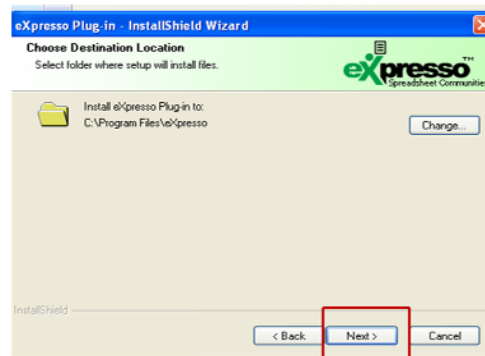 eXpresso Plug-in - InstallShield Wizard
Choose Destination Location
Select folder where setup will install files.
eXpresso™
Spreadsheet Communities
Install eXpresso Plug-in to:
C:\Program Files\eXpresso
Change...
InstallShield
< Back Next > Cancel